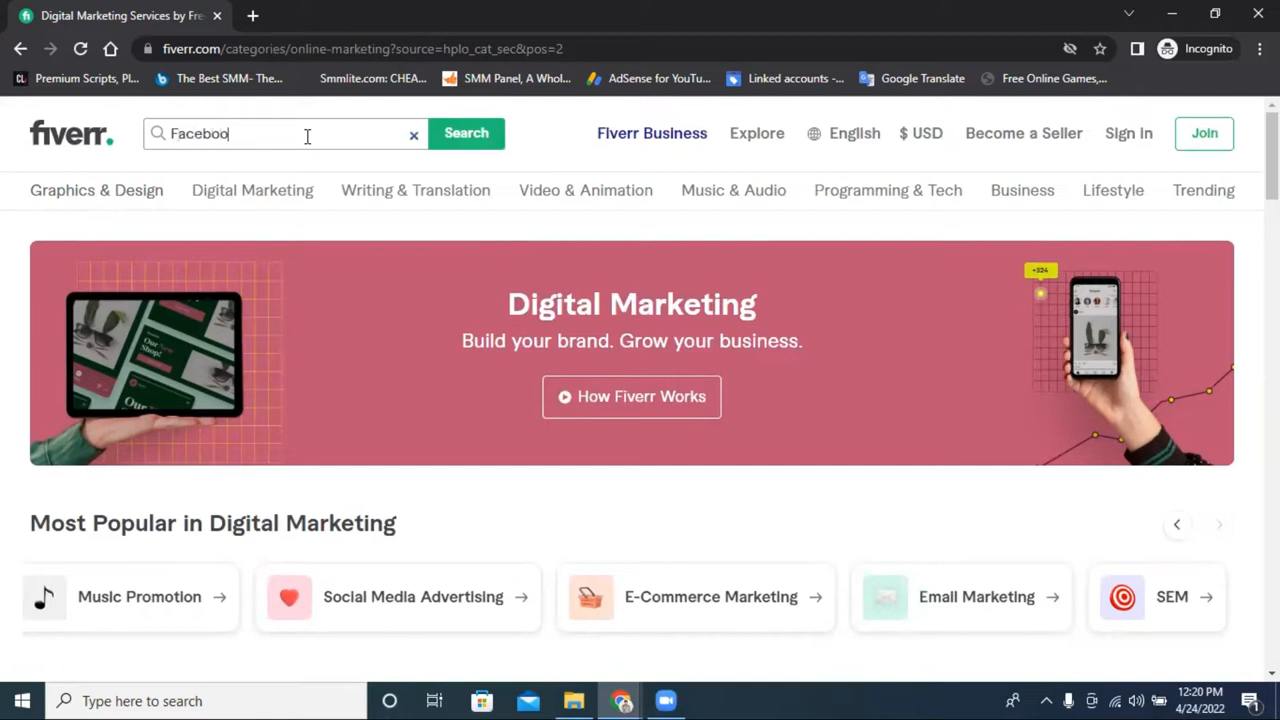 Digital Marketing Services by Fre
fiverr.com/categories/online-marketing?source=hplo_cat_sec&pos=2
Incognito
CL Premium Scripts, Pl...
The Best SMM- The...
Smmlite.com: CHEA...
SMM Panel, A Whol...
AdSense for YouTu...
Linked accounts -...
Google Translate
Free Online Games,...
fiverr.
Faceboo
Search
Fiverr Business
Explore
English
$ USD
Become a Seller
Sign In
Join
Graphics & Design
Digital Marketing
Writing & Translation
Video & Animation
Music & Audio
Programming & Tech
Business
Lifestyle
Trending
+324
Digital Marketing
Build your brand. Grow your business.
How Fiverr Works
Most Popular in Digital Marketing
Music Promotion
Social Media Advertising
E-Commerce Marketing
Email Marketing
SEM
Type here to search
12:20 PM
4/24/2022
1